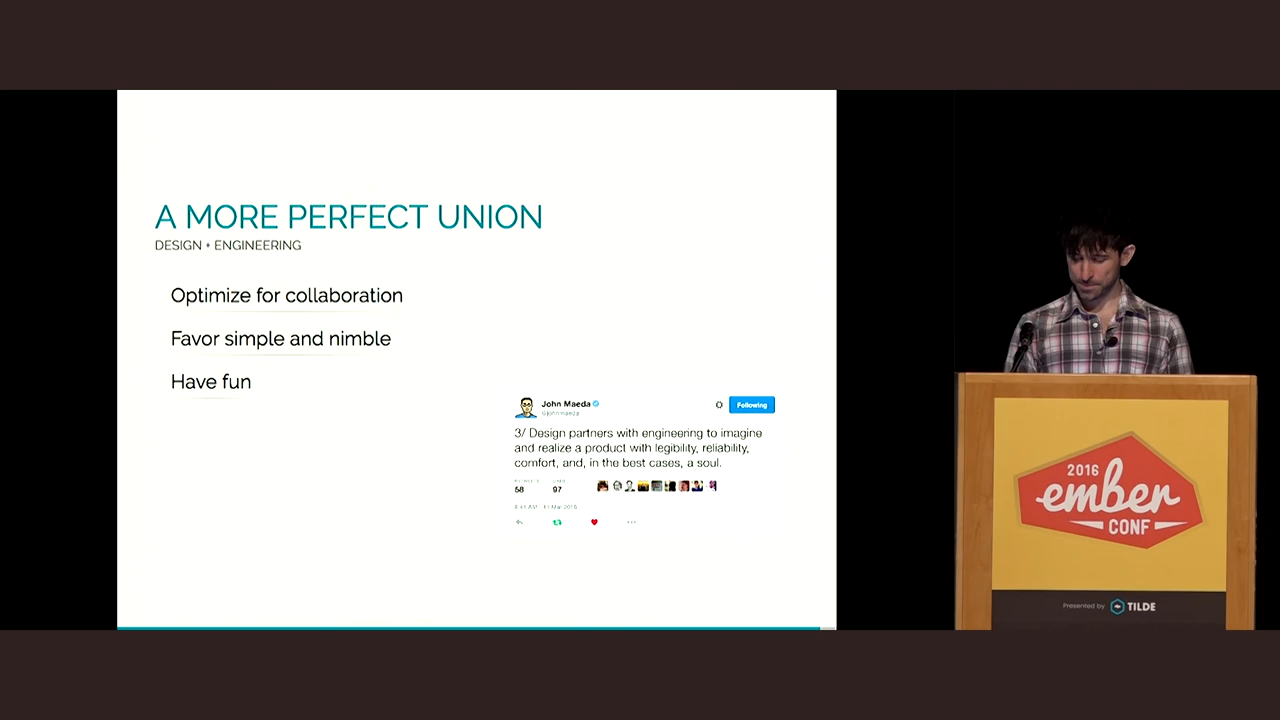 A MORE PERFECT UNION
DESIGN + ENGINEERING
Optimize for collaboration
Favor simple and nimble
Have fun
John Maeda
@johnmaeda
Following
3/ Design partners with engineering to imagine
and realize a product with legibility, reliability,
comfort, and, in the best cases, a soul.
58 97
2016
ember
CONF
Presented by TILDE